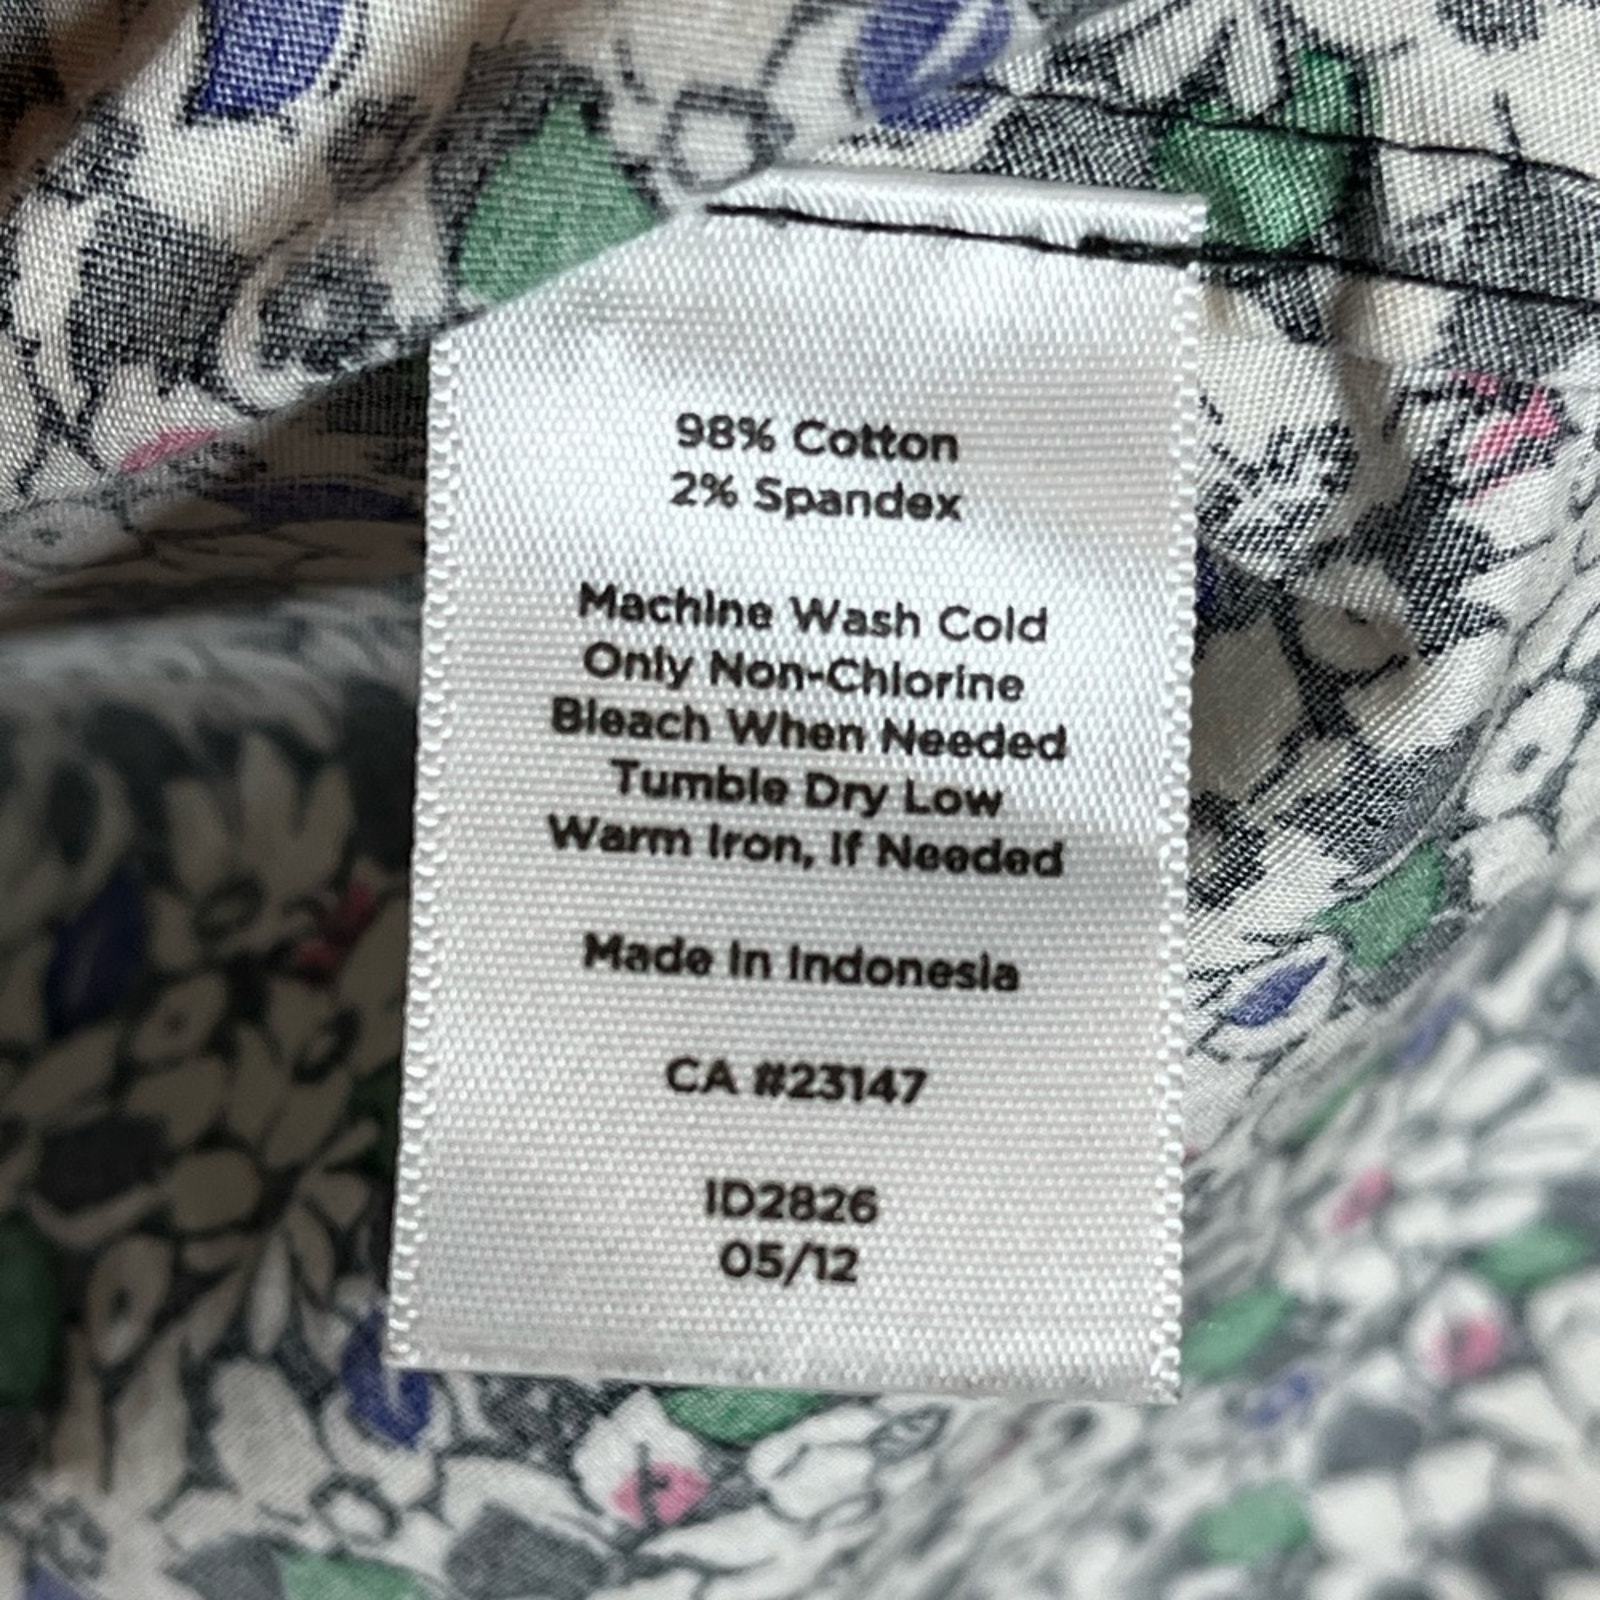 98% Cotton
2% Spandex
Machine Wash Cold
Only Non-Chlorine
Bleach When Needed
Tumble Dry Low
Warm Iron, If Needed
Made In Indonesia
CA #23147
ID2826
05/12